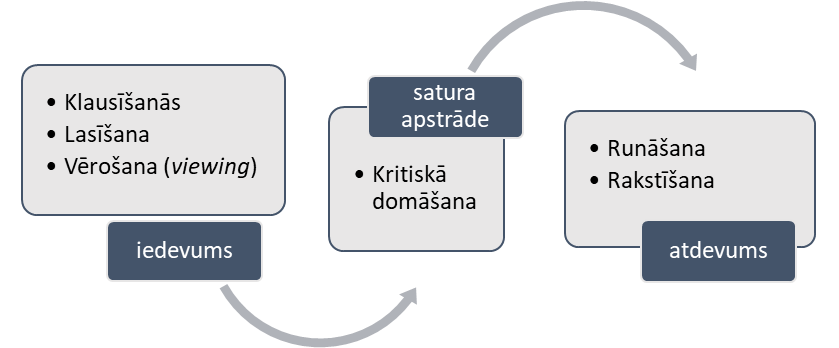 • Klausīšanās
• Lasīšana
• Vērošana (viewing)
iedevums
satura
apstrāde
• Kritiskā
domāšana
• Runāšana
• Rakstīšana
atdevums